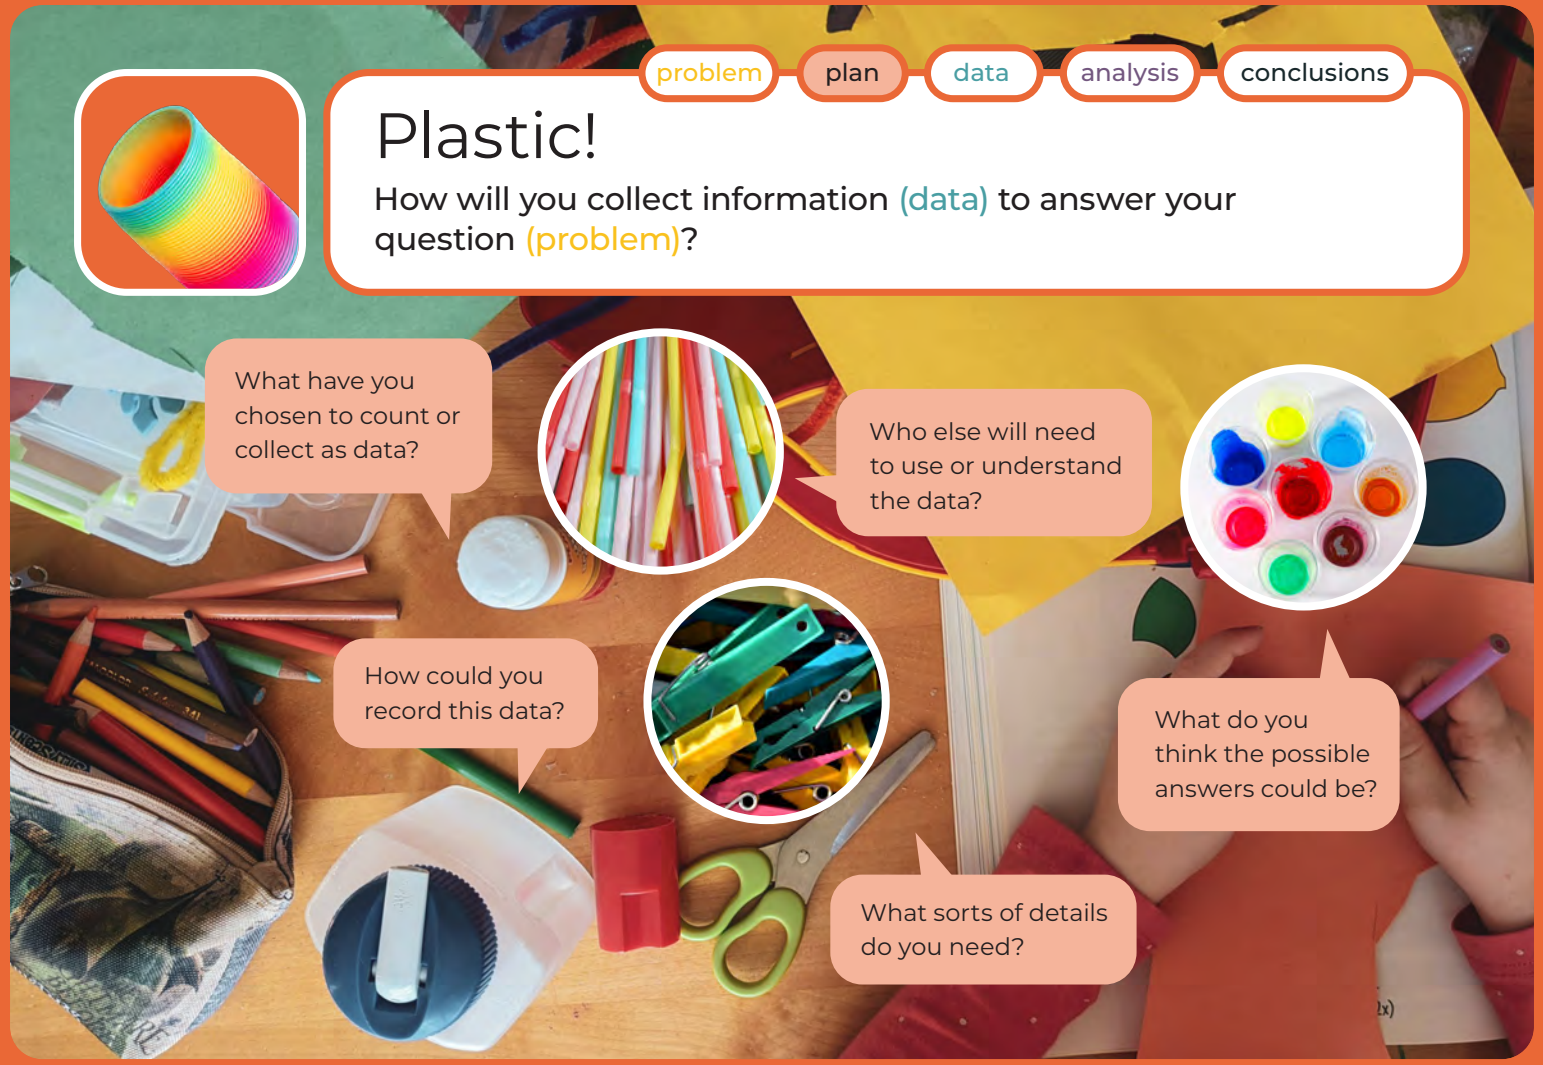 problem
plan
data
analysis
conclusions
Plastic!
How will you collect information (data) to answer your
question (problem)?
What have you
chosen to count or
collect as data?
Who else will need
to use or understand
the data?
How could you
record this data?
What do you
think the possible
answers could be?
What sorts of details
do you need?